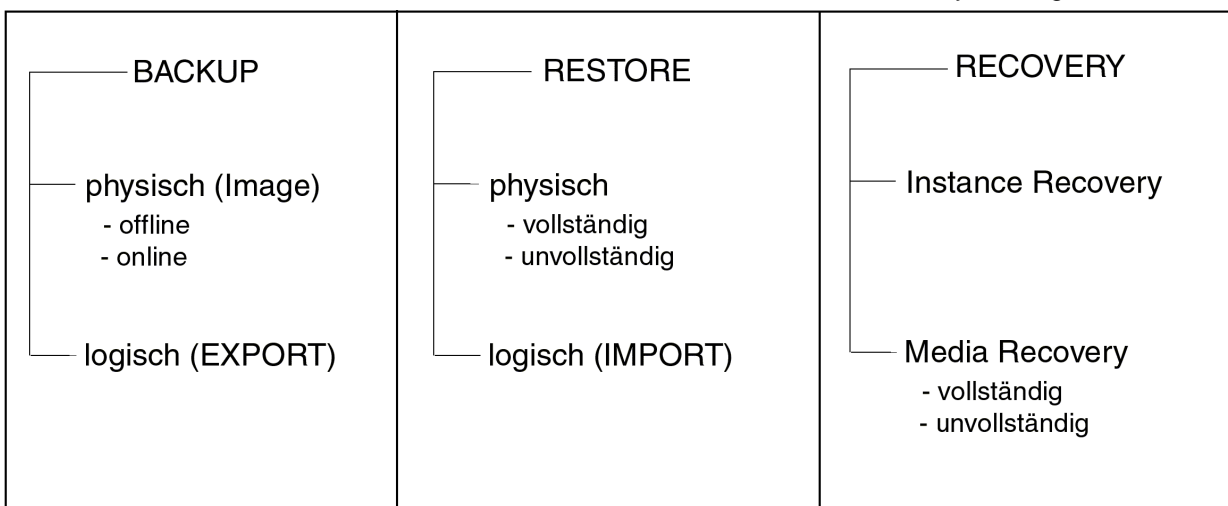 BACKUP
physisch (Image)
- offline
- online
logisch (EXPORT)
RESTORE
physisch
- vollständig
- unvollständig
logisch (IMPORT)
RECOVERY
Instance Recovery
Media Recovery
- vollständig
- unvollständig